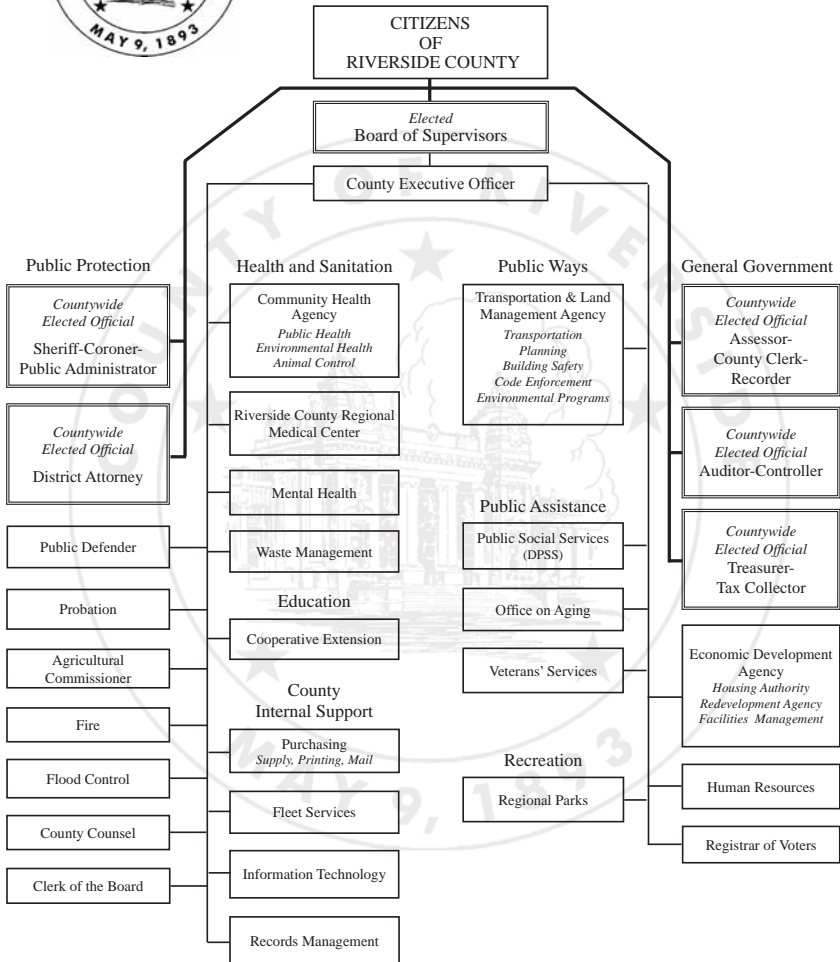 MAY 9, 1893
CITIZENS
OF
RIVERSIDE COUNTY
Elected
Board of Supervisors
County Executive Officer
COUNTY OF RIVERSIDE
MAY 9, 1893
Public Protection
Countywide
Elected Official
Sheriff-Coroner-
Public Administrator
Countywide
Elected Official
District Attorney
Public Defender
Probation
Agricultural
Commissioner
Fire
Flood Control
County Counsel
Clerk of the Board
Health and Sanitation
Community Health
Agency
Public Health
Environmental Health
Animal Control
Riverside County Regional
Medical Center
Mental Health
Waste Management
Education
Cooperative Extension
County
Internal Support
Purchasing
Supply, Printing, Mail
Fleet Services
Information Technology
Records Management
Public Ways
Transportation & Land
Management Agency
Transportation
Planning
Building Safety
Code Enforcement
Environmental Programs
Public Assistance
Public Social Services
(DPSS)
Office on Aging
Veterans' Services
Recreation
Regional Parks
General Government
Countywide
Elected Official
Assessor-
County Clerk-
Recorder
Countywide
Elected Official
Auditor-Controller
Countywide
Elected Official
Treasurer-
Tax Collector
Economic Development
Agency
Housing Authority
Redevelopment Agency
Facilities Management
Human Resources
Registrar of Voters